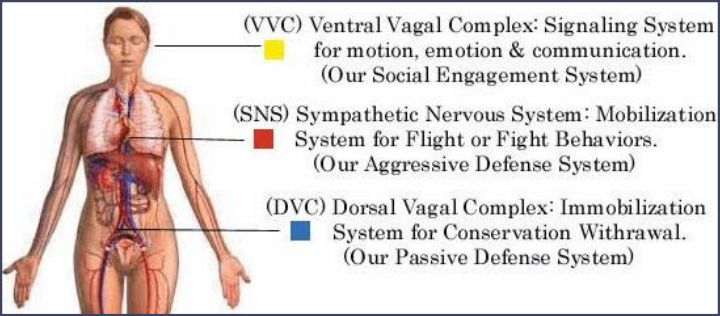 (VVC) Ventral Vagal Complex: Signaling System
for motion, emotion & communication.
(Our Social Engagement System)
(SNS) Sympathetic Nervous System: Mobilization
System for Flight or Fight Behaviors.
(Our Aggressive Defense System)
(DVC) Dorsal Vagal Complex: Immobilization
System for Conservation Withrawal.
(Our Passive Defense System)